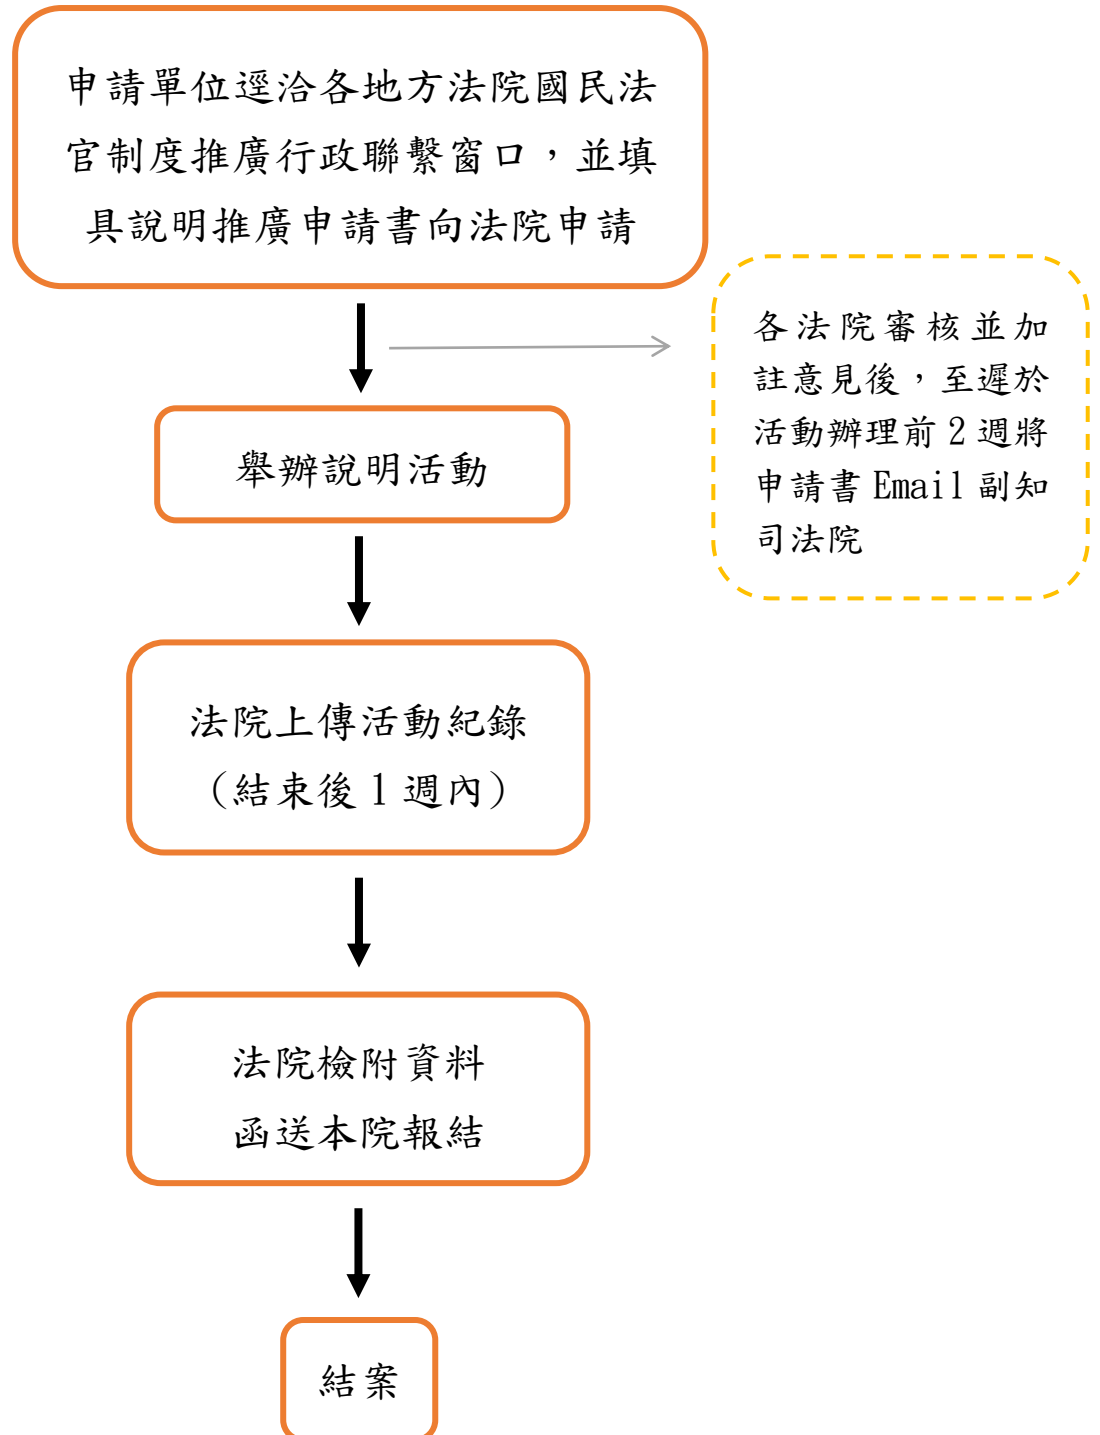 申請單位逕洽各地方法院國民法
官制度推廣行政聯繫窗口，並填
具說明推廣申請書向法院申請
各法院審核並加
註意見後，至遲於
活動辦理前2週將
申請書Email副知
司法院
舉辦說明活動
法院上傳活動紀錄
(結束後1週內)
法院檢附資料
函送本院報結
結案